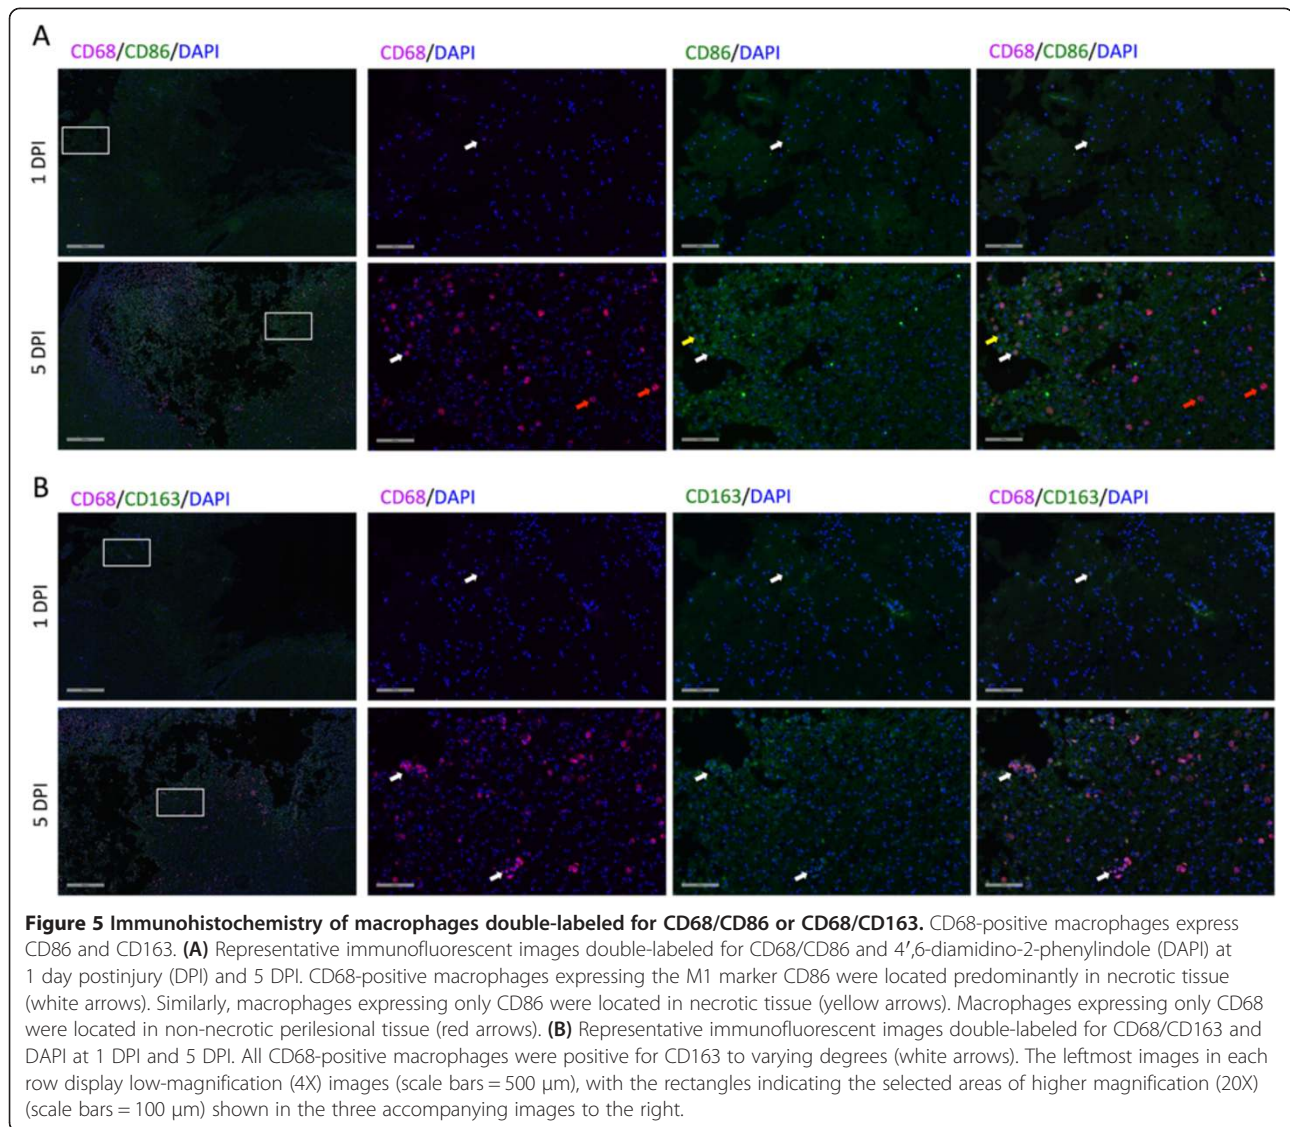 A
CD68/CD86/DAPI
CD68/DAPI
CD86/DAPI
CD68/CD86/DAPI
1 DPI
5 DPI
B
CD68/CD163/DAPI
CD68/DAPI
CD163/DAPI
CD68/CD163/DAPI
1 DPI
5 DPI
Figure 5 Immunohistochemistry of macrophages double-labeled for CD68/CD86 or CD68/CD163. CD68-positive macrophages express
CD86 and CD163. (A) Representative immunofluorescent images double-labeled for CD68/CD86 and 4′,6-diamidino-2-phenylindole (DAPI) at
1 day postinjury (DPI) and 5 DPI. CD68-positive macrophages expressing the M1 marker CD86 were located predominantly in necrotic tissue
(white arrows). Similarly, macrophages expressing only CD86 were located in necrotic tissue (yellow arrows). Macrophages expressing only CD68
were located in non-necrotic perilesional tissue (red arrows). (B) Representative immunofluorescent images double-labeled for CD68/CD163 and
DAPI at 1 DPI and 5 DPI. All CD68-positive macrophages were positive for CD163 to varying degrees (white arrows). The leftmost images in each
row display low-magnification (4X) images (scale bars = 500 μm), with the rectangles indicating the selected areas of higher magnification (20X)
(scale bars = 100 μm) shown in the three accompanying images to the right.